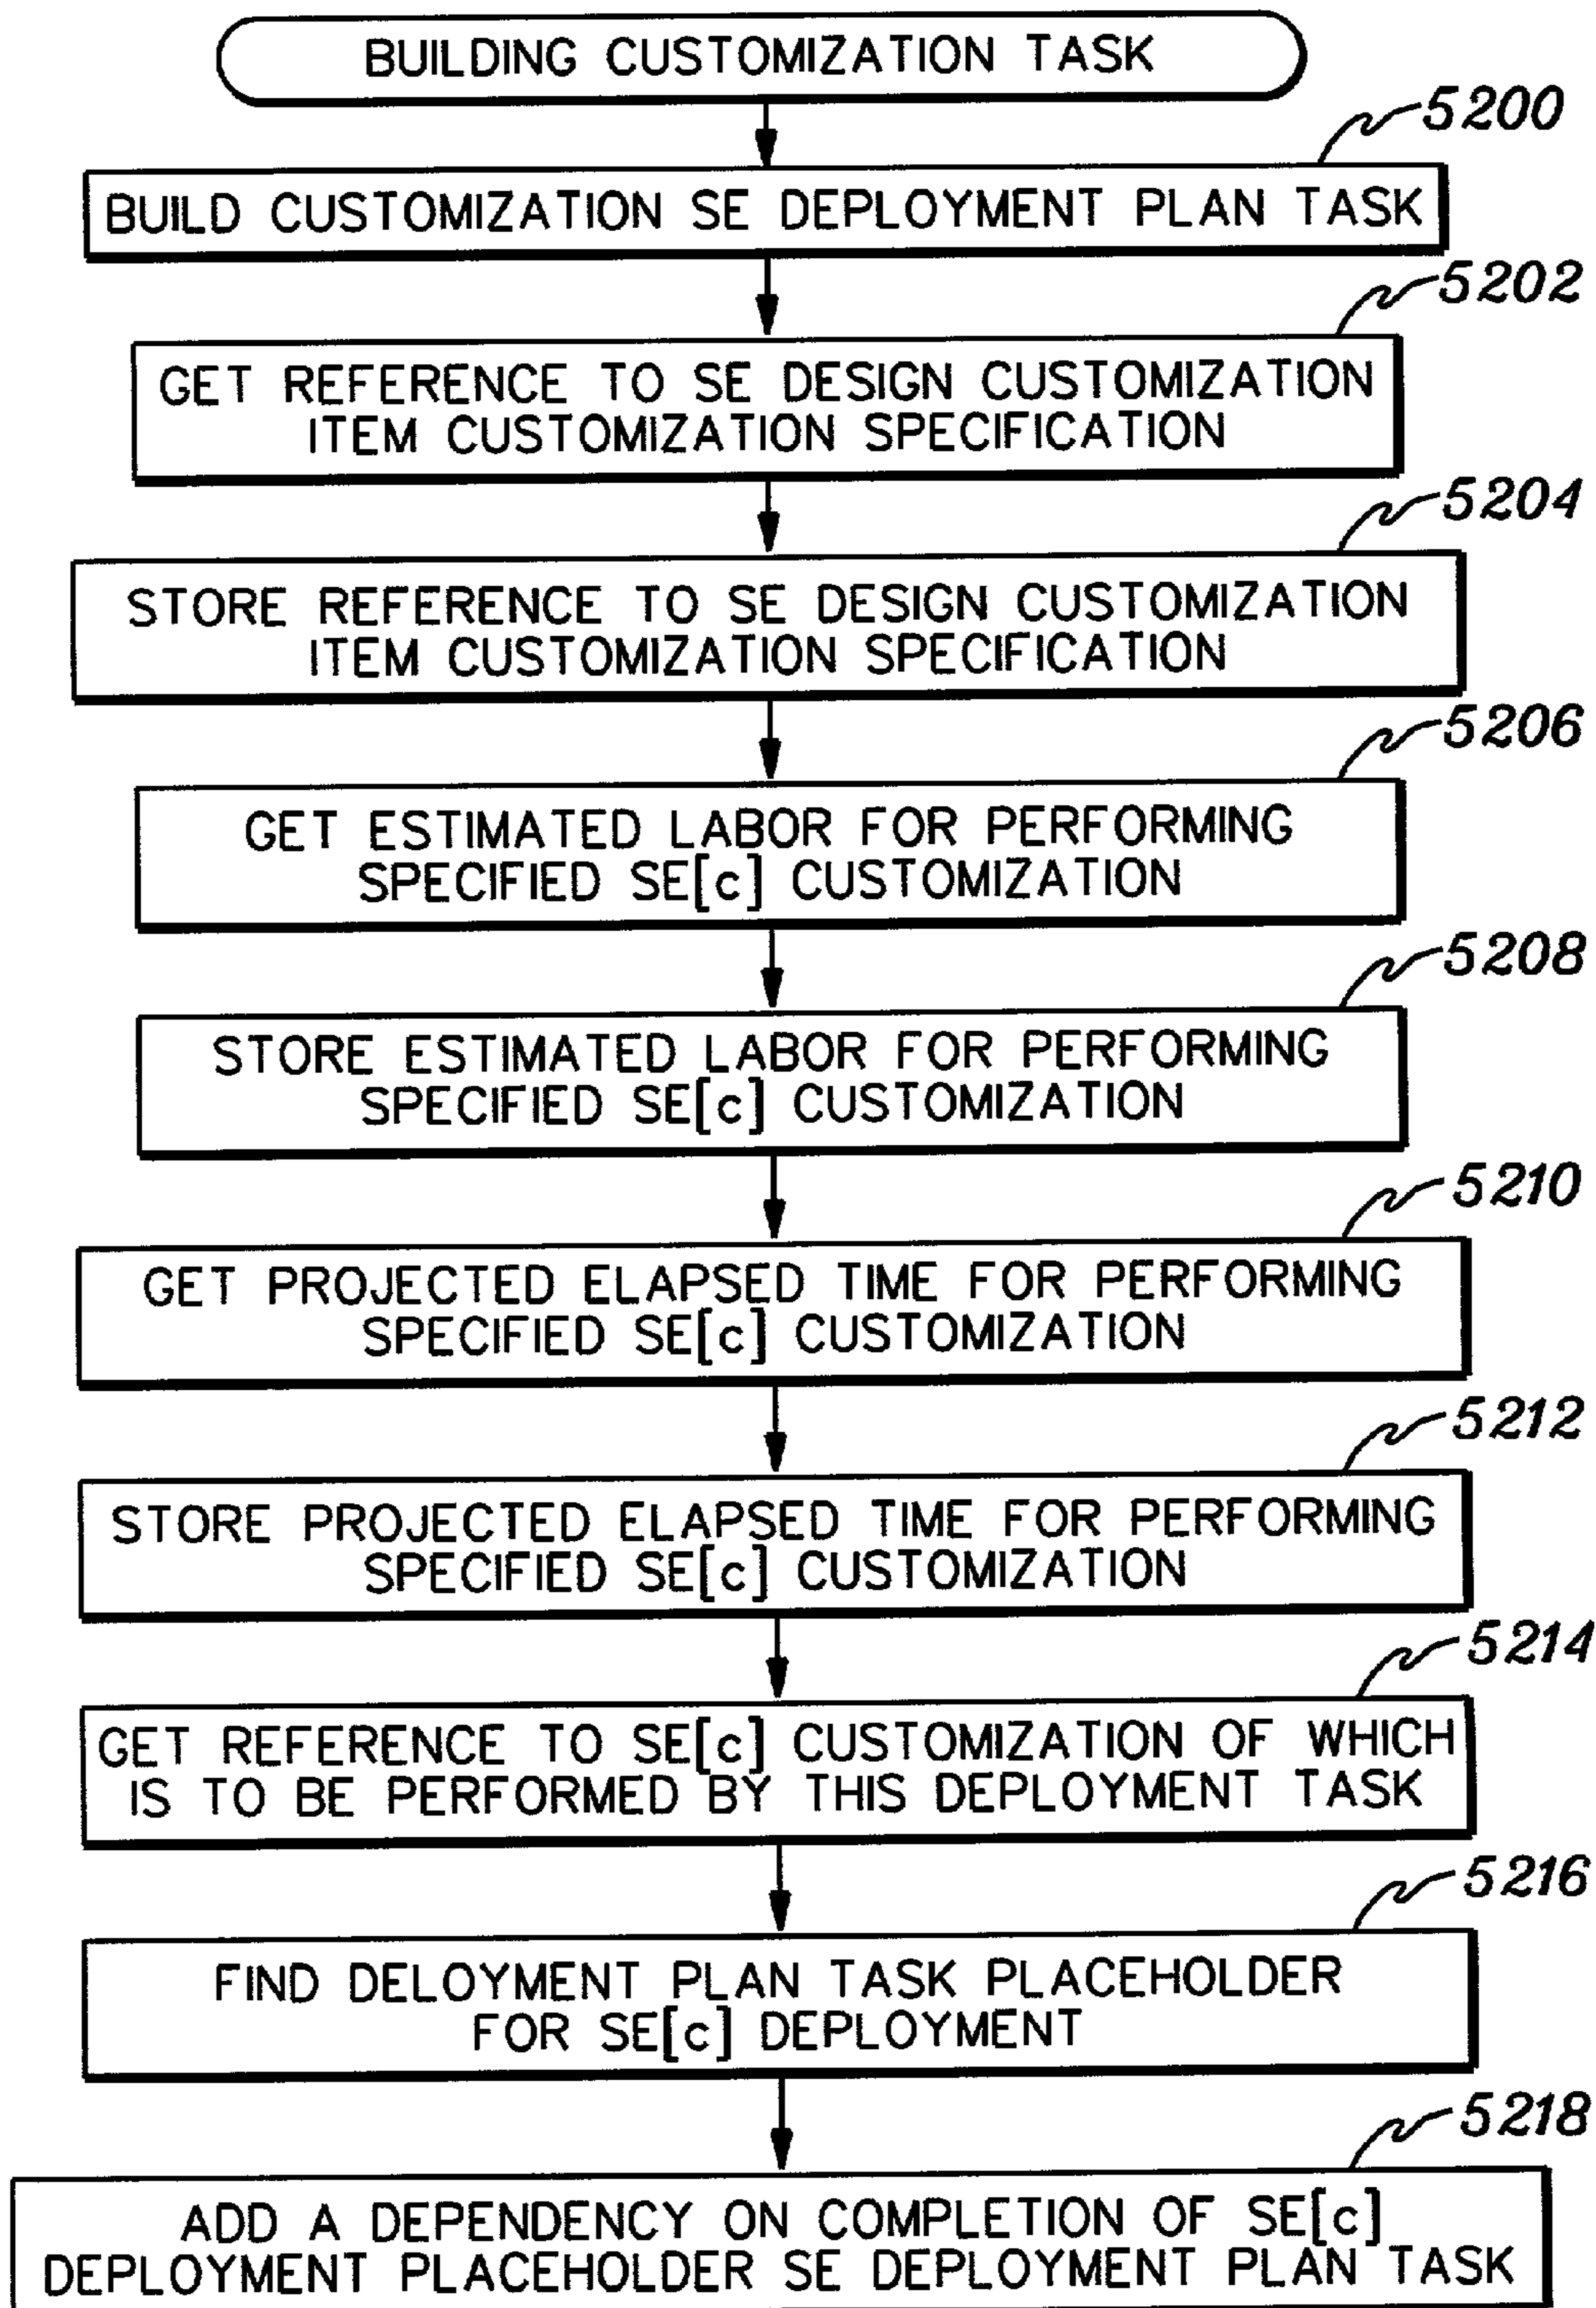 BUILDING CUSTOMIZATION TASK
5200
BUILD CUSTOMIZATION SE DEPLOYMENT PLAN TASK
5202
GET REFERENCE TO SE DESIGN CUSTOMIZATION
ITEM CUSTOMIZATION SPECIFICATION
5204
STORE REFERENCE TO SE DESIGN CUSTOMIZATION
ITEM CUSTOMIZATION SPECIFICATION
5206
GET ESTIMATED LABOR FOR PERFORMING
SPECIFIED SE[c] CUSTOMIZATION
5208
STORE ESTIMATED LABOR FOR PERFORMING
SPECIFIED SE[c] CUSTOMIZATION
5210
GET PROJECTED ELAPSED TIME FOR PERFORMING
SPECIFIED SE[c] CUSTOMIZATION
5212
STORE PROJECTED ELAPSED TIME FOR PERFORMING
SPECIFIED SE[c] CUSTOMIZATION
5214
GET REFERENCE TO SE[c] CUSTOMIZATION OF WHICH
IS TO BE PERFORMED BY THIS DEPLOYMENT TASK
5216
FIND DELOYMENT PLAN TASK PLACEHOLDER
FOR SE[c] DEPLOYMENT
5218
ADD A DEPENDENCY ON COMPLETION OF SE[c]
DEPLOYMENT PLACEHOLDER SE DEPLOYMENT PLAN TASK